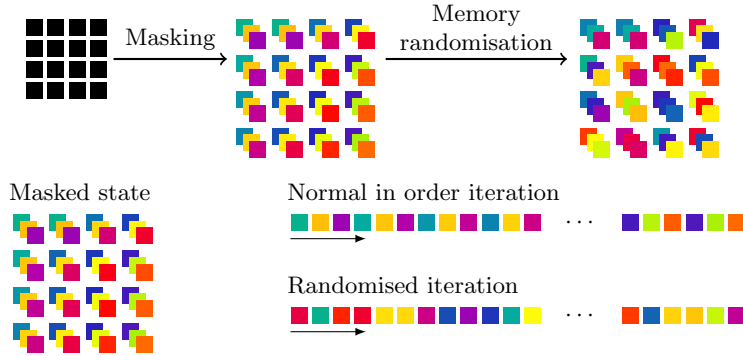 Masking
Memory
randomisation
Masked state
Normal in order iteration
...
Randomised iteration
...